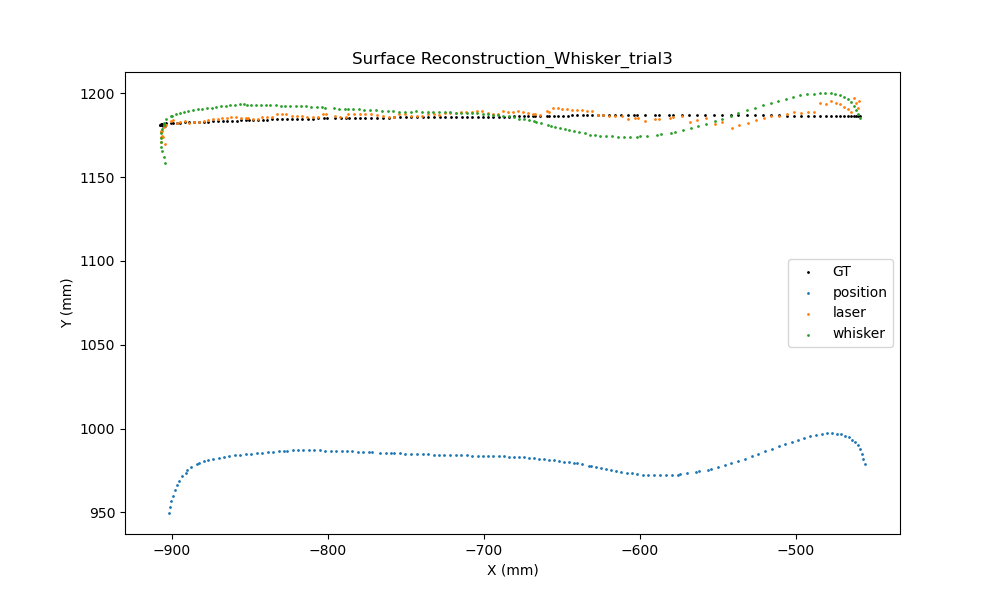 Surface Reconstruction_Whisker_trial3
1200
1150
1100
1050
1000
950
Y (mm)
GT
position
laser
whisker
−900
−800
−700
−600
−500
X (mm)